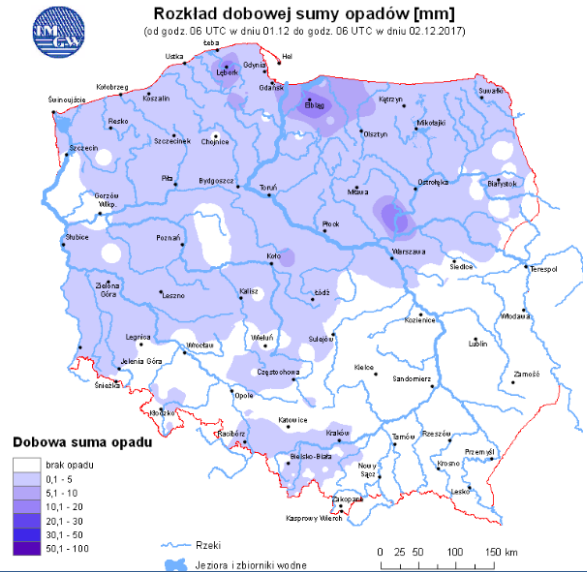 IM
GW
Rozkład dobowej sumy opadów [mm]
(od godz. 06 UTC w dniu 01.12 do godz. 06 UTC w dniu 02.12.2017)
Łeba
Hel
Ustka
Lębork
Gdynia
Gdańsk
Kołobrzeg
Koszalin
Elbląg
Kętrzyn
Suwałki
Świnoujście
Resko
Szczecinek
Chojnice
Olsztyn
Mikołajki
Szczecin
Piła
Bydgoszcz
Toruń
Mława
Ostrołęka
Białystok
Gorzów
Wlkp.
Płock
Słubice
Poznań
Koło
Warszawa
Siedlce
Terespol
Zielona
Góra
Leszno
Kalisz
Łódź
Kozienice
Włodawa
Legnica
Wrocław
Wieluń
Sulejów
Lublin
Jelenia Góra
Śnieżka
Częstochowa
Kielce
Sandomierz
Zamość
Opole
Kłodzko
Katowice
Racibórz
Kraków
Tarnów
Rzeszów
Bielsko-Biała
Nowy
Sącz
Krosno
Przemyśl
Lesko
Zakopane
Kasprowy Wierch
Dobowa suma opadu
brak opadu
0,1 - 5
5,1 - 10
10,1 - 20
20,1 - 30
30,1 - 50
50,1 - 100
Rzeki
Jeziora i zbiorniki wodne
0 25 50 100 150 km